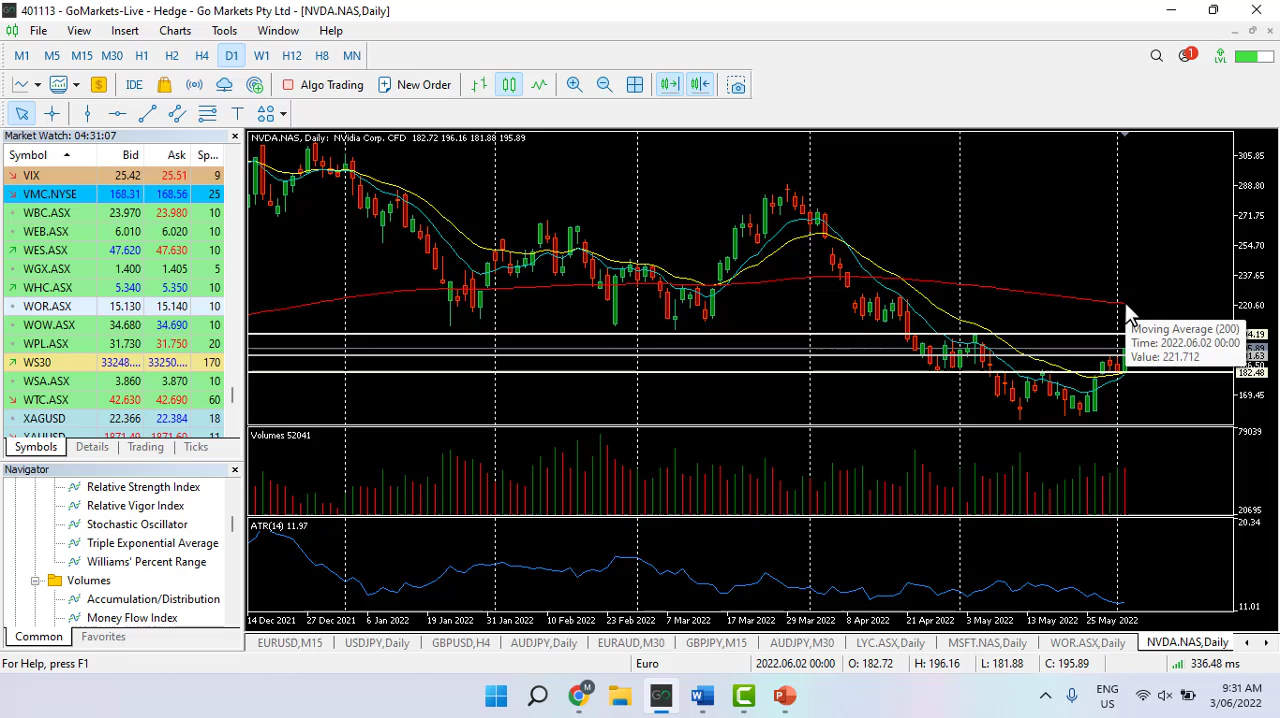 401113 - GoMarkets-Live - Hedge - Go Markets Pty Ltd - [NVDA.NAS,Daily]
File View Insert Charts Tools Window Help
M1 M5 M15 M30 H1 H2 H4 D1 W1 H12 H8 MN
1
LVL
IDE Algo Trading New Order
Market Watch: 04:31:07
Symbol Bid Ask Sp...
VIX 25.42 25.51 9
VMC.NYSE 168.31 168.56 25
WBC.ASX 23.970 23.980 10
WEB.ASX 6.010 6.020 10
WES.ASX 47.620 47.630 10
WGX.ASX 1.400 1.405 5
WHC.ASX 5.340 5.350 10
WOR.ASX 15.130 15.140 10
WOW.ASX 34.680 34.690 10
WPL.ASX 31.730 31.750 20
WS30 33248.... 33250.... 170
WSA.ASX 3.860 3.870 10
WTC.ASX 42.630 42.690 60
XAGUSD 22.366 22.384 18
XAUUSD 1871.49 1871.60 11
Symbols Details Trading Ticks
Navigator
Relative Strength Index
Relative Vigor Index
Stochastic Oscillator
Triple Exponential Average
Williams' Percent Range
Volumes
Accumulation/Distribution
Money Flow Index
Common Favorites
NVDA.NAS, Daily: NVidia Corp. CFD 182.72 196.16 181.88 195.89
305.85
288.80
271.75
254.70
237.65
220.60
182.48
169.45
Moving Average (200)
Time: 2022.06.02 00:00
Value: 221.712
Volumes 52041
79039
20695
ATR(14) 11.97
20.34
11.01
14 Dec 2021 27 Dec 2021 6 Jan 2022 19 Jan 2022 31 Jan 2022 10 Feb 2022 23 Feb 2022 7 Mar 2022 17 Mar 2022 29 Mar 2022 8 Apr 2022 21 Apr 2022 3 May 2022 13 May 2022 25 May 2022
EURUSD,M15 USDJPY,Daily GBPUSD,H4 AUDJPY,Daily EURAUD,M30 GBPJPY,M15 AUDJPY,M30 LYC.ASX,Daily MSFT.NAS,Daily WOR.ASX,Daily NVDA.NAS,Daily
For Help, press F1 Euro 2022.06.02 00:00 O: 182.72 H: 196.16 L: 181.88 C: 195.89 336.48 ms
GO
M
ENG
US
9:31 AM
3/06/2022